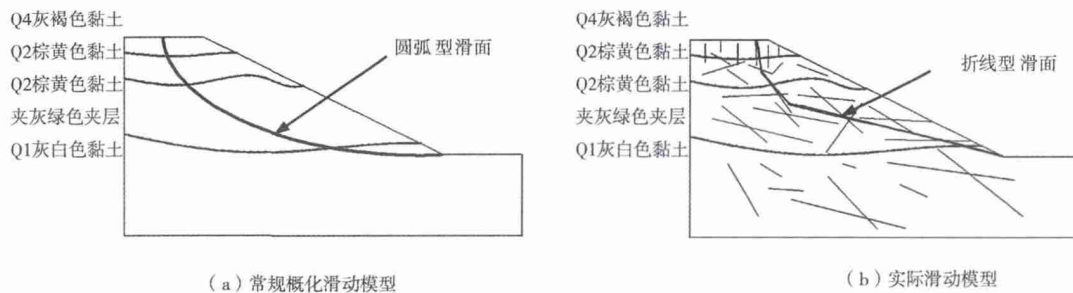 Q4灰褐色黏土
Q2棕黄色黏土
Q2棕黄色黏土
夹灰绿色夹层
Q1灰白色黏土
圆弧型滑面
(a)常规概化滑动模型
Q4灰褐色黏土
Q2棕黄色黏土
Q2棕黄色黏土
夹灰绿色夹层
Q1灰白色黏土
折线型滑面
(b)实际滑动模型